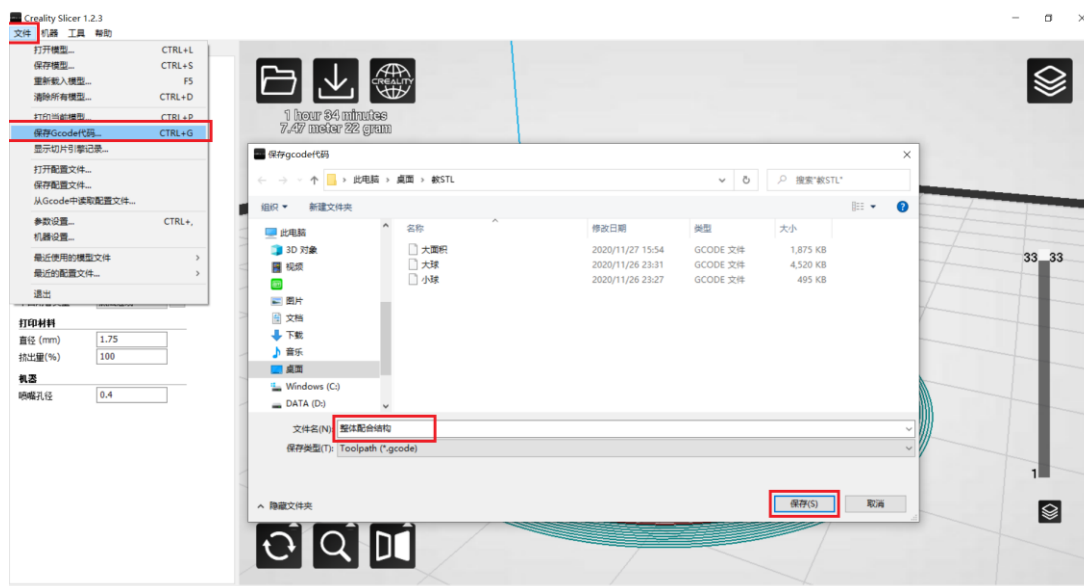 Creality Slicer 1.2.3
文件 机器 工具 帮助
打开模型... CTRL+L
保存模型... CTRL+S
重新载入模型... F5
清除所有模型... CTRL+D
打印当前模型... CTRL+P
保存Gcode代码... CTRL+G
显示切片引擎记录...
打开配置文件...
保存配置文件...
从Gcode中读取配置文件...
参数设置... CTRL+,
机器设置...
最近使用的模型文件 >
最近的配置文件... >
退出
打印材料
直径 (mm) 1.75
挤出量(%) 100
机器
喷嘴孔径 0.4
CREALITY
1 hour 34 minutes
7.47 meter 22 gram
保存gcode代码
此电脑 > 桌面 > 教STL
搜索"教STL"
组织 新建文件夹
名称 修改日期 类型 大小
大面积 2020/11/27 15:54 GCODE 文件 1,875 KB
大球 2020/11/26 23:31 GCODE 文件 4,520 KB
小球 2020/11/26 23:27 GCODE 文件 495 KB
此电脑
3D 对象
视频
图片
文档
下载
音乐
桌面
Windows (C:)
DATA (D:)
文件名(N): 整体配合结构
保存类型(T): Toolpath (*.gcode)
隐藏文件夹
保存(S) 取消
33 33
1